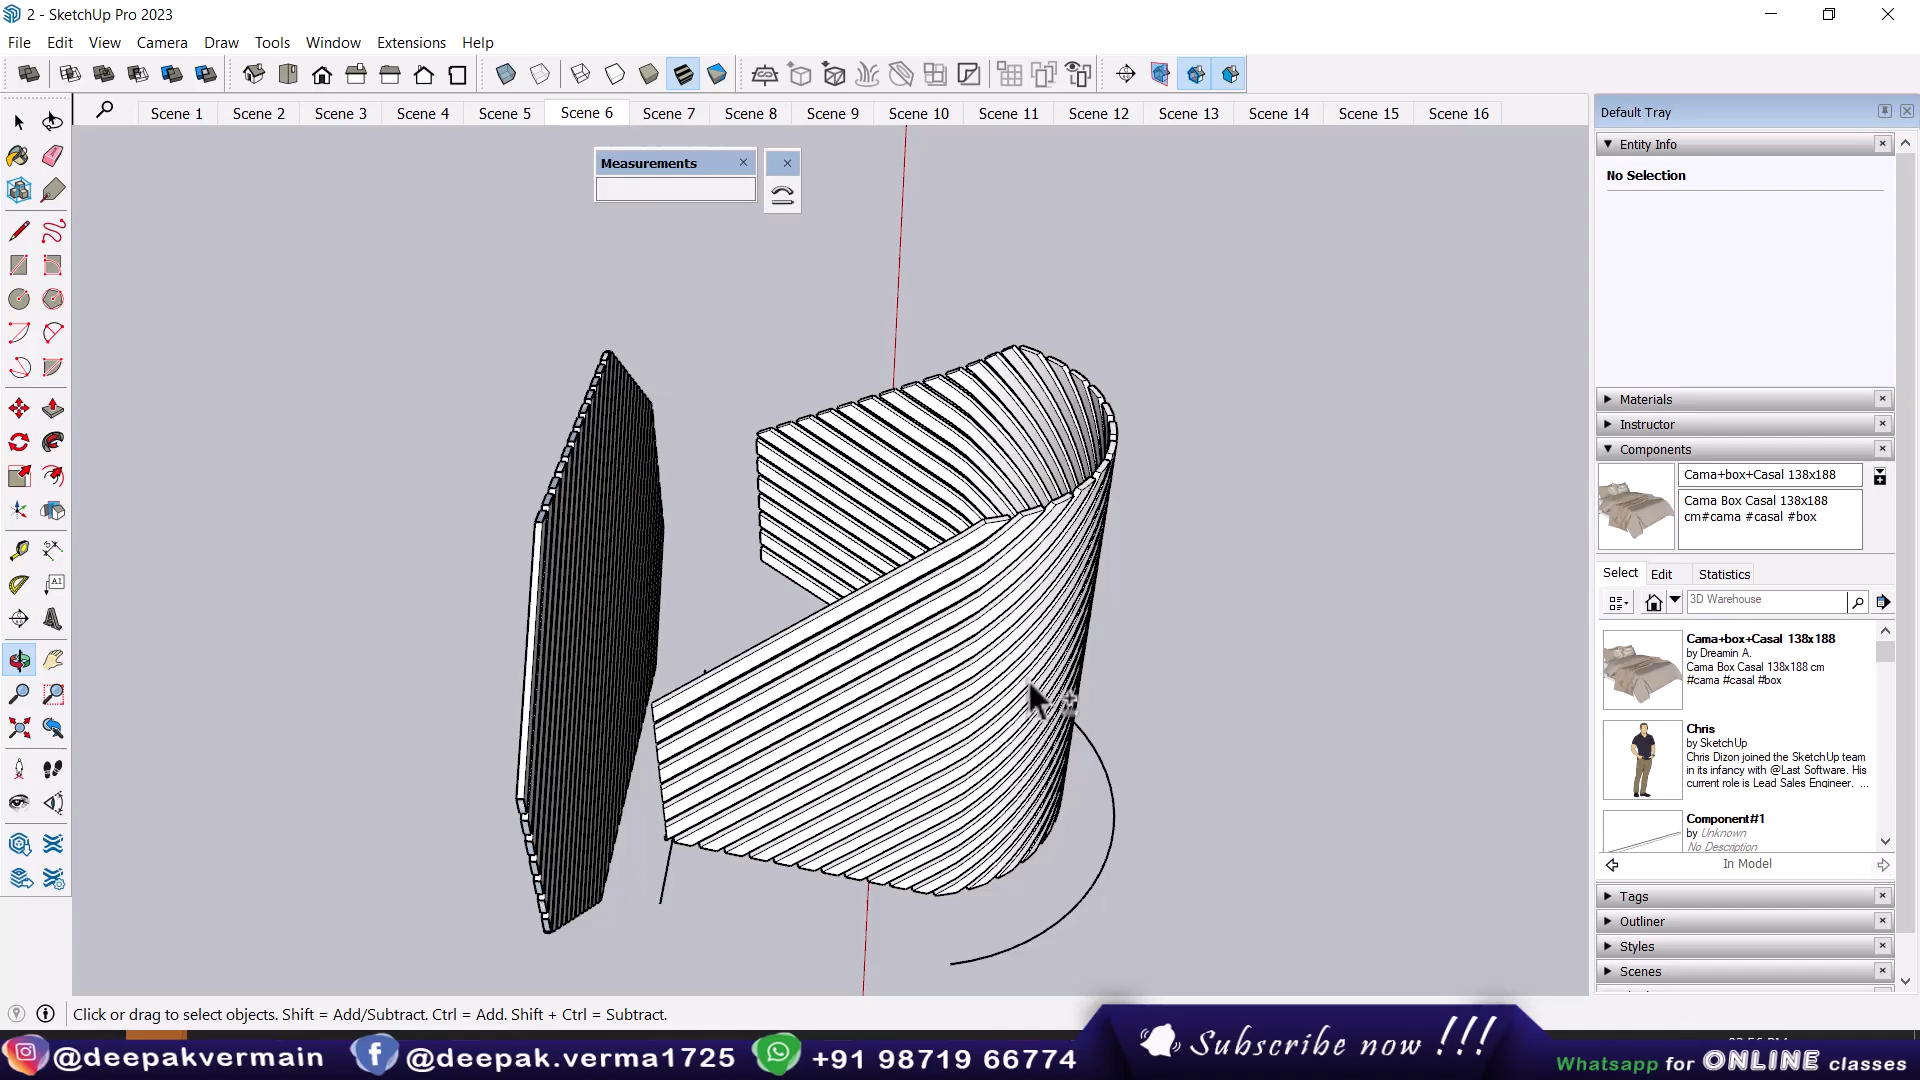 2 - SketchUp Pro 2023
File Edit View Camera Draw Tools Window Extensions Help
Scene 1 Scene 2 Scene 3 Scene 4 Scene 5 Scene 6 Scene 7 Scene 8 Scene 9 Scene 10 Scene 11 Scene 12 Scene 13 Scene 14 Scene 15 Scene 16
Measurements
Default Tray
Entity Info
No Selection
Materials
Instructor
Components
Cama+box+Casal 138x188
Cama Box Casal 138x188
cm#cama #casal #box
Select Edit Statistics
3D Warehouse
Cama+box+Casal 138x188
by Dreamin A.
Cama Box Casal 138x188 cm
#cama #casal #box
Chris
by SketchUp
Chris Dizon joined the SketchUp team
in its infancy with @Last Software. His
current role is Lead Sales Engineer. ...
Component#1
by Unknown
No Description
In Model
Tags
Outliner
Styles
Scenes
A1
Click or drag to select objects. Shift = Add/Subtract. Ctrl = Add. Shift + Ctrl = Subtract.
@deepakvermain @deepak.verma1725 +91 98719 66774
Subscribe now !!!
Whatsapp for ONLINE classes